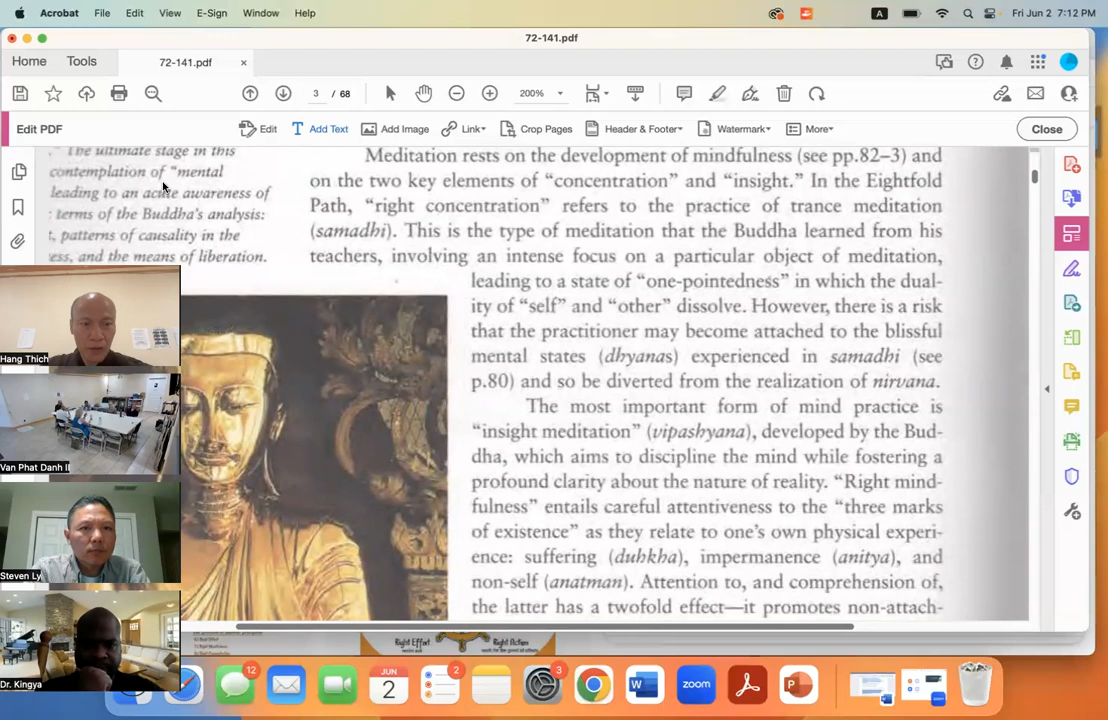 Acrobat File Edit View E-Sign Window Help
A Fri Jun 2 7:12 PM
72-141.pdf
Home Tools 72-141.pdf ×
3 / 68 200%
Edit PDF Edit Add Text Add Image Link Crop Pages Header & Footer Watermark More Close
." The ultimate stage in this
contemplation of "mental
leading to an acute awareness of
: terms of the Buddha's analysis:
t, patterns of causality in the
ess, and the means of liberation.
Meditation rests on the development of mindfulness (see pp.82–3) and
on the two key elements of "concentration" and "insight." In the Eightfold
Path, "right concentration" refers to the practice of trance meditation
(samadhi). This is the type of meditation that the Buddha learned from his
teachers, involving an intense focus on a particular object of meditation,
leading to a state of "one-pointedness" in which the dual-
ity of "self" and "other" dissolve. However, there is a risk
that the practitioner may become attached to the blissful
mental states (dhyanas) experienced in samadhi (see
p.80) and so be diverted from the realization of nirvana.
The most important form of mind practice is
"insight meditation" (vipashyana), developed by the Bud-
dha, which aims to discipline the mind while fostering a
profound clarity about the nature of reality. "Right mind-
fulness" entails careful attentiveness to the "three marks
of existence" as they relate to one's own physical experi-
ence: suffering (duhkha), impermanence (anitya), and
non-self (anatman). Attention to, and comprehension of,
the latter has a twofold effect—it promotes non-attach-
Hang Thich
Van Phat Danh II
Steven Ly
Dr. Kingya
Right Effort
Right Action
12
JUN
2
2
3
zoom